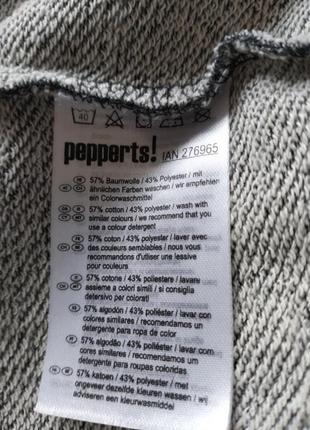 40
pepperts! IAN 276965
57% Baumwolle / 43% Polyester / mit
ähnlichen Farben waschen / wir empfehlen
ein Colorwaschmittel
57% cotton / 43% polyester / wash with
similar colours / we recommend that you
use a colour detergent
57% coton / 43% polyester / laver avec
des couleurs semblables / nous vous
recommandons d'utiliser une lessive
pour couleurs
57% cotone / 43% poliestere / lavare
assieme a colori simili / si consiglia
detersivo per colorati
57% algodón / 43% poliéster / lavar con
colores similares / recomendamos un
detergente para ropa de color
57% algodão / 43% poliéster / lavar com
cores similares / recomendamos um
detergente para roupas coloridas
57% katoen / 43% polyester / met
ongeveer dezelfde kleuren wassen / wij
adviseren een kleurwasmiddel